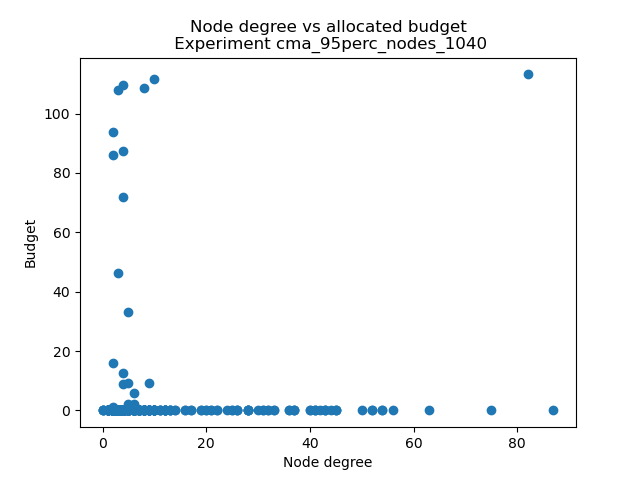 Node degree vs allocated budget
Experiment cma_95perc_nodes_1040
Budget
100
80
60
40
20
0
0 20 40 60 80
Node degree